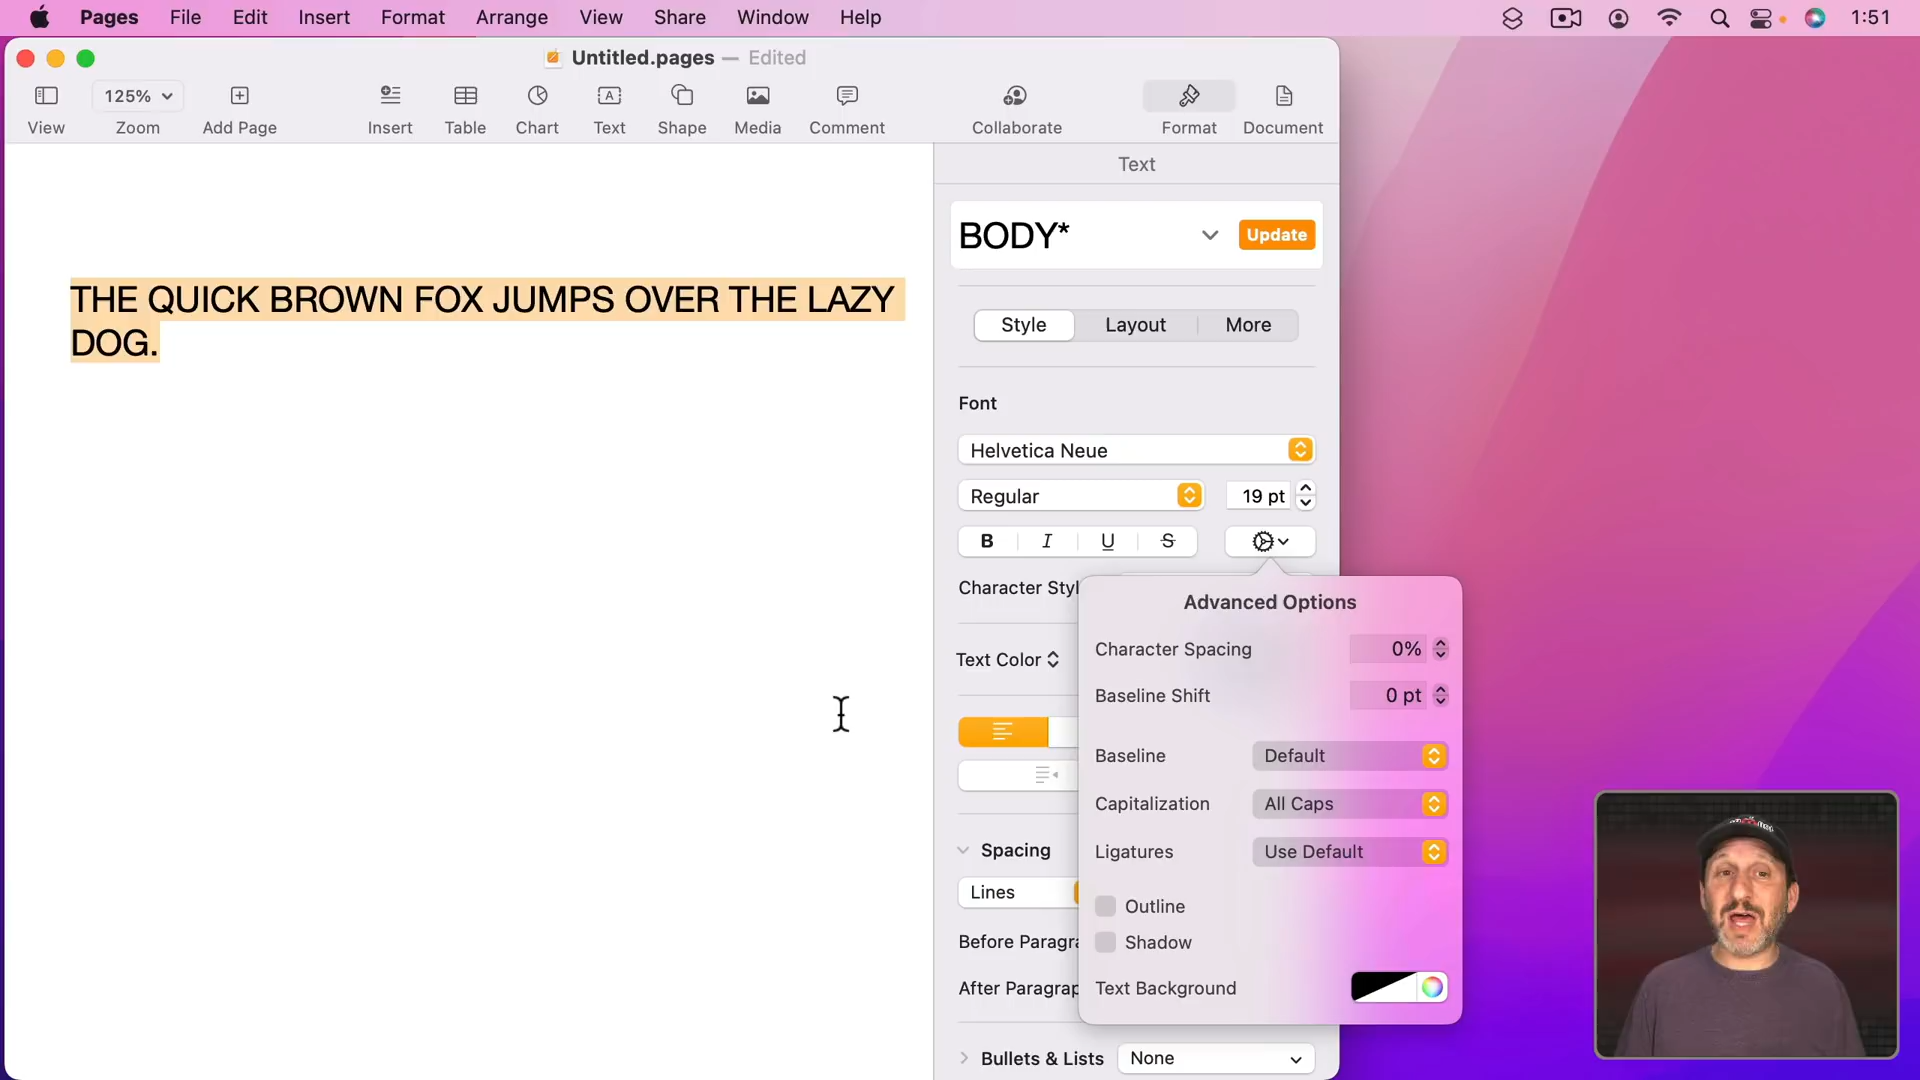 Pages File Edit Insert Format Arrange View Share Window Help 1:51
Untitled.pages — Edited
125%
View Zoom Add Page Insert Table Chart Text Shape Media Comment Collaborate Format Document
Text
BODY* Update
THE QUICK BROWN FOX JUMPS OVER THE LAZY
DOG.
Style Layout More
Font
Helvetica Neue
Regular 19 pt
B I U S
Character Styl
Advanced Options
Character Spacing 0%
Text Color
Baseline Shift 0 pt
Baseline Default
Capitalization All Caps
Spacing
Ligatures Use Default
Lines
Outline
Before Paragra
Shadow
After Paragrap
Text Background
Bullets & Lists None